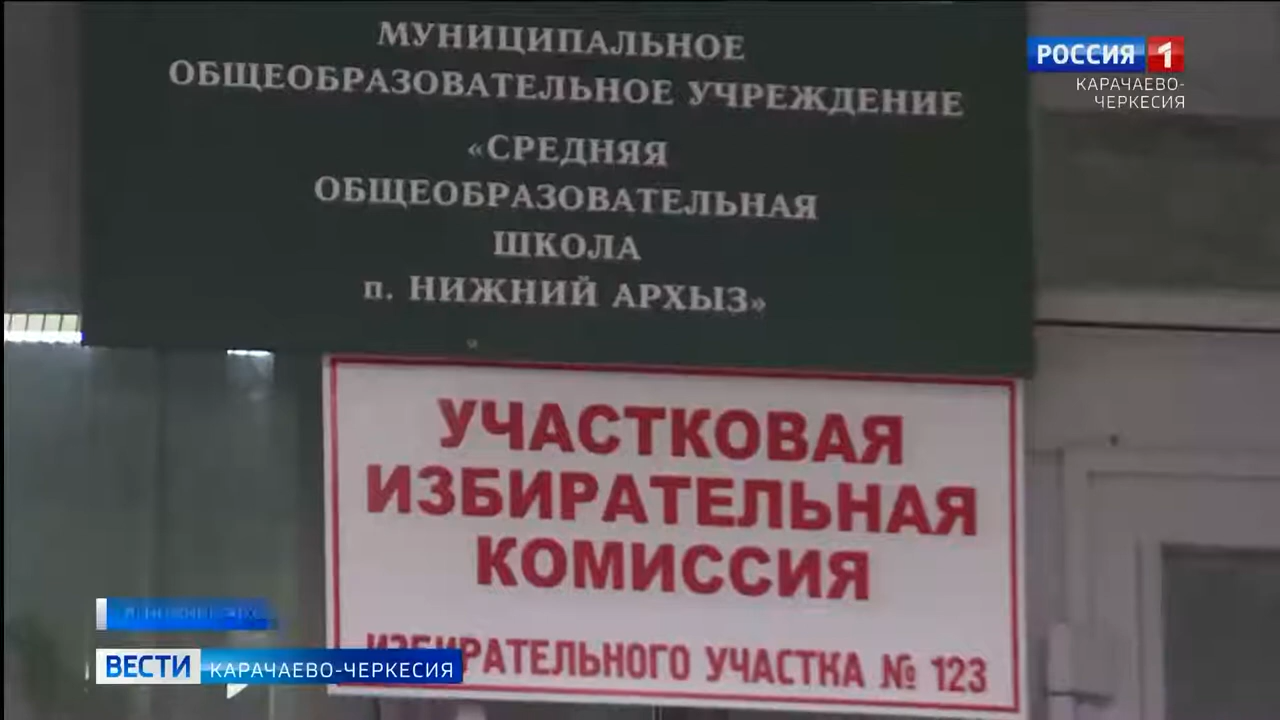 МУНИЦИПАЛЬНОЕ
ОБЩЕОБРАЗОВАТЕЛЬНОЕ УЧРЕЖДЕНИЕ
«СРЕДНЯЯ
ОБЩЕОБРАЗОВАТЕЛЬНАЯ
ШКОЛА
п. НИЖНИЙ АРХЫЗ»
РОССИЯ 1
КАРАЧАЕВО-
ЧЕРКЕСИЯ
УЧАСТКОВАЯ
ИЗБИРАТЕЛЬНАЯ
КОМИССИЯ
ИЗБИРАТЕЛЬНОГО УЧАСТКА № 123
ВЕСТИ КАРАЧАЕВО-ЧЕРКЕСИЯ